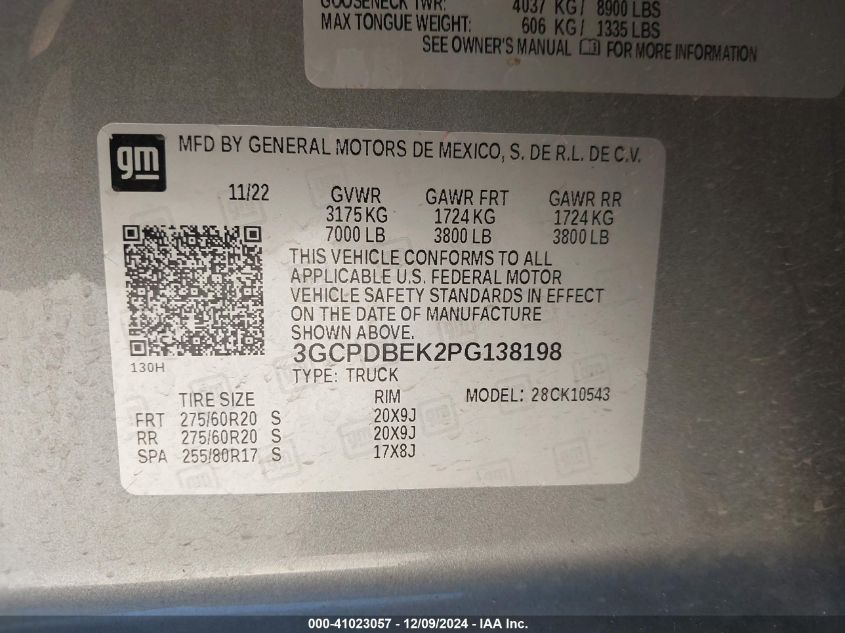 GOOSENECK TWR: 4037 KG/ 8900 LBS
MAX TONGUE WEIGHT: 606 KG/ 1335 LBS
SEE OWNER'S MANUAL FOR MORE INFORMATION
gm MFD BY GENERAL MOTORS DE MEXICO, S. DE R.L. DE C.V.
11/22 GVWR GAWR FRT GAWR RR
3175 KG 1724 KG 1724 KG
7000 LB 3800 LB 3800 LB
THIS VEHICLE CONFORMS TO ALL
APPLICABLE U.S. FEDERAL MOTOR
VEHICLE SAFETY STANDARDS IN EFFECT
ON THE DATE OF MANUFACTURE
SHOWN ABOVE.
3GCPDBEK2PG138198
130H
TYPE: TRUCK
TIRE SIZE RIM MODEL: 28CK10543
FRT 275/60R20 S 20X9J
RR 275/60R20 S 20X9J
SPA 255/80R17 S 17X8J
000-41023057 - 12/09/2024 - IAA Inc.